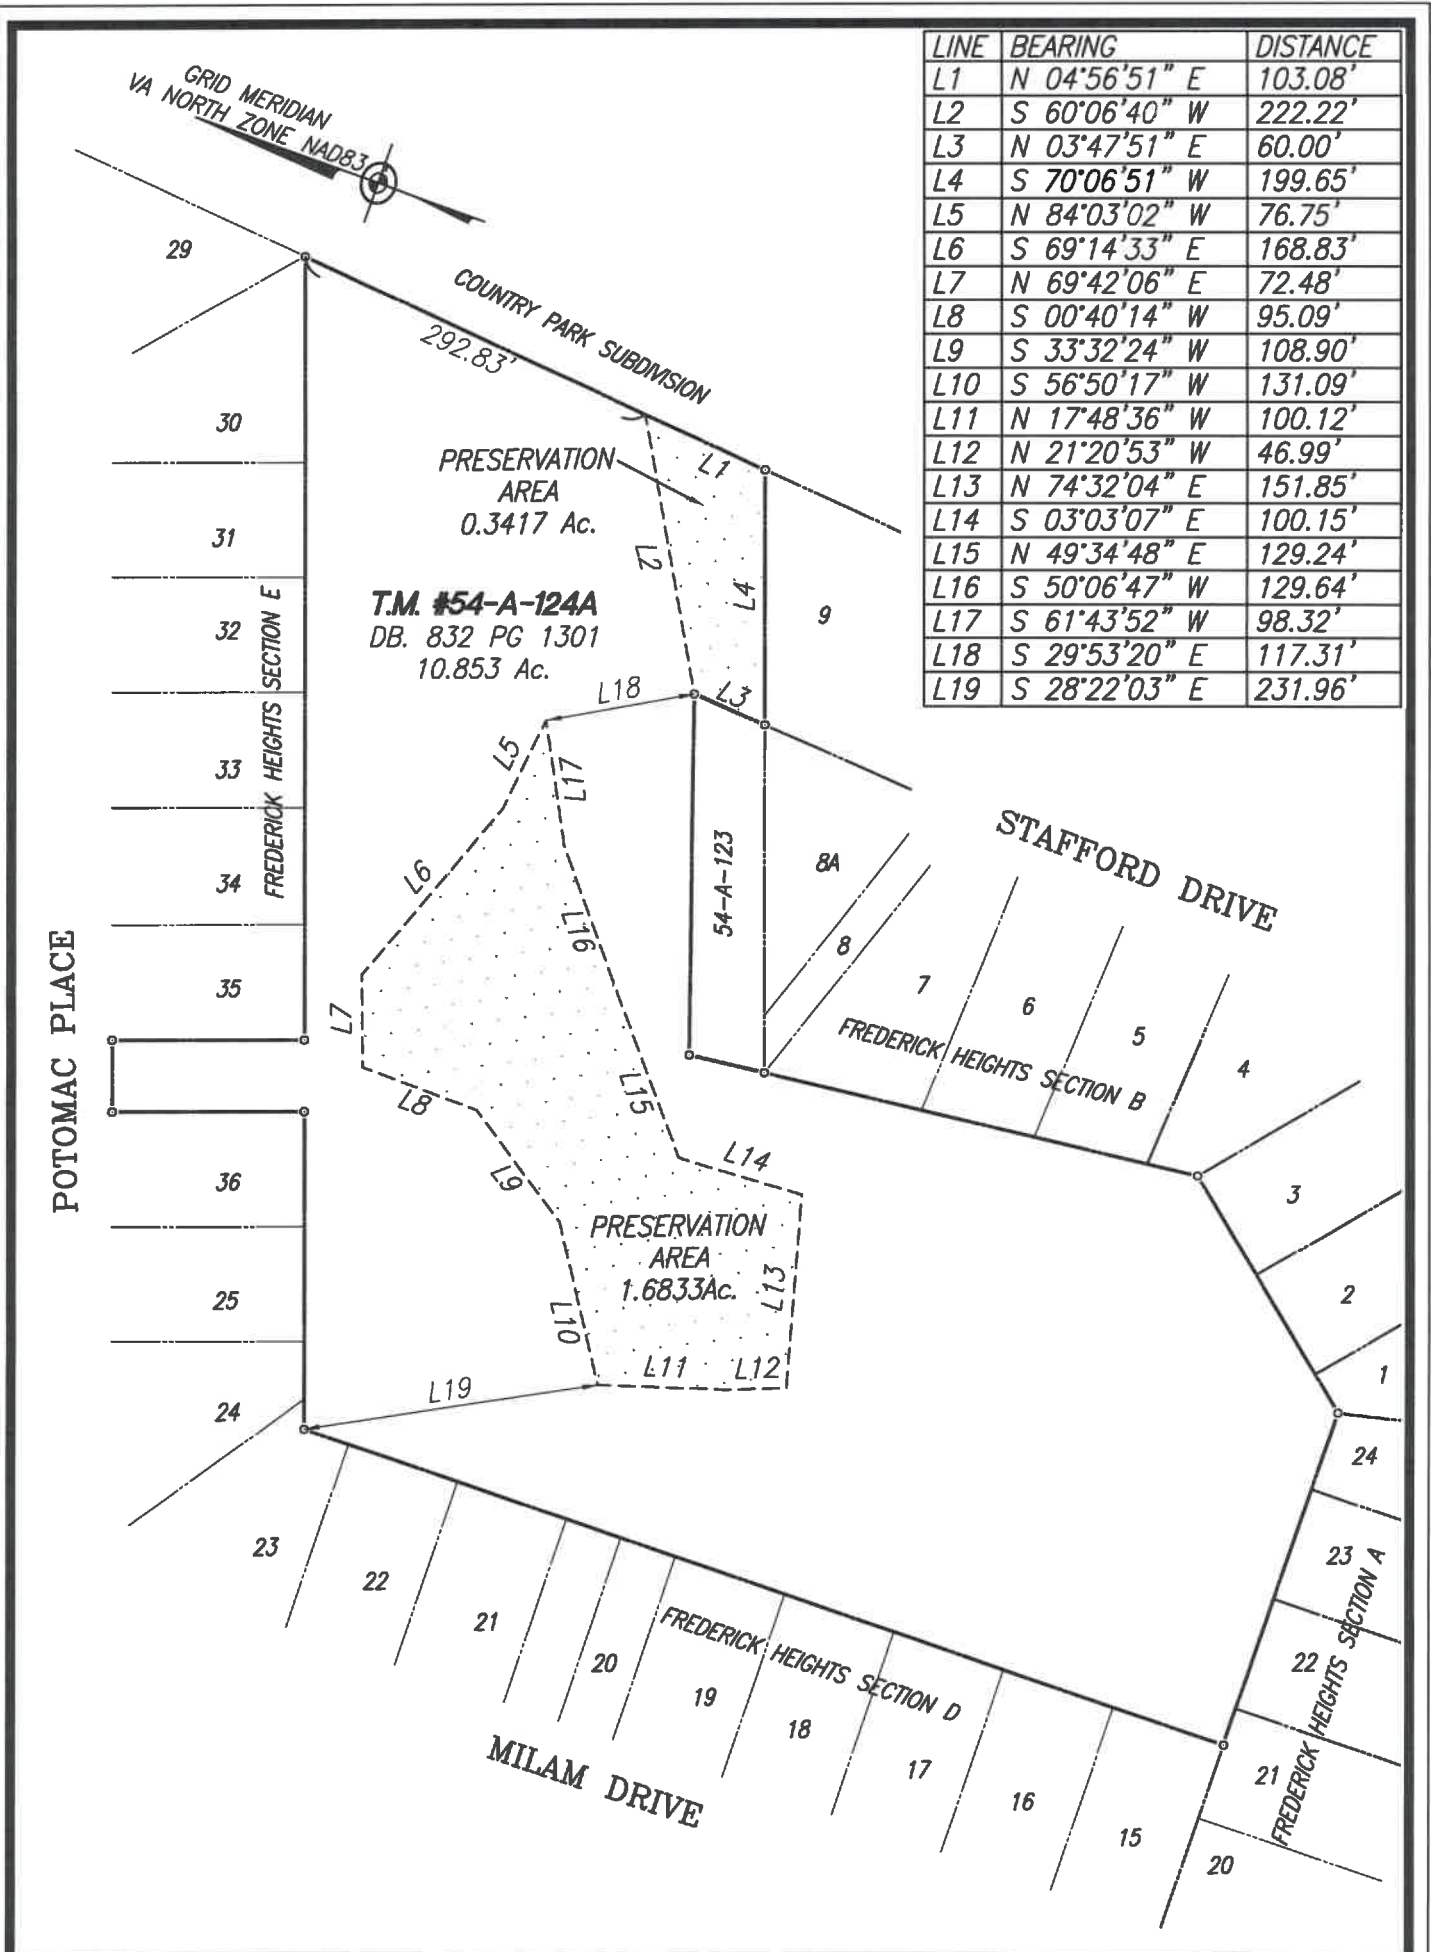 LINE BEARING DISTANCE
L1 N 04°56'51" E 103.08'
L2 S 60°06'40" W 222.22'
L3 N 03°47'51" E 60.00'
L4 S 70°06'51" W 199.65'
L5 N 84°03'02" W 76.75'
L6 S 69°14'33" E 168.83'
L7 N 69°42'06" E 72.48'
L8 S 00°40'14" W 95.09'
L9 S 33°32'24" W 108.90'
L10 S 56°50'17" W 131.09'
L11 N 17°48'36" W 100.12'
L12 N 21°20'53" W 46.99'
L13 N 74°32'04" E 151.85'
L14 S 03°03'07" E 100.15'
L15 N 49°34'48" E 129.24'
L16 S 50°06'47" W 129.64'
L17 S 61°43'52" W 98.32'
L18 S 29°53'20" E 117.31'
L19 S 28°22'03" E 231.96'
GRID MERIDIAN
VA NORTH ZONE NAD83
29
COUNTRY PARK SUBDIVISION
292.83'
30
PRESERVATION
AREA
0.3417 Ac.
L1
31
L2
L4
T.M. #54-A-124A
DB. 832 PG 1301
10.853 Ac.
9
32
FREDERICK HEIGHTS SECTION E
L18
L3
33
L5
L17
STAFFORD DRIVE
34
L6
54-A-123
8A
8
L16
7
6
5
4
FREDERICK HEIGHTS SECTION B
POTOMAC PLACE
35
L7
L8
L15
L14
L9
36
3
PRESERVATION
AREA
1.6833Ac.
L13
25
2
L10
L11
L12
1
L19
24
24
23
22
21
20
19
18
17
16
15
FREDERICK HEIGHTS SECTION D
MILAM DRIVE
23
22
21
20
FREDERICK HEIGHTS SECTION A